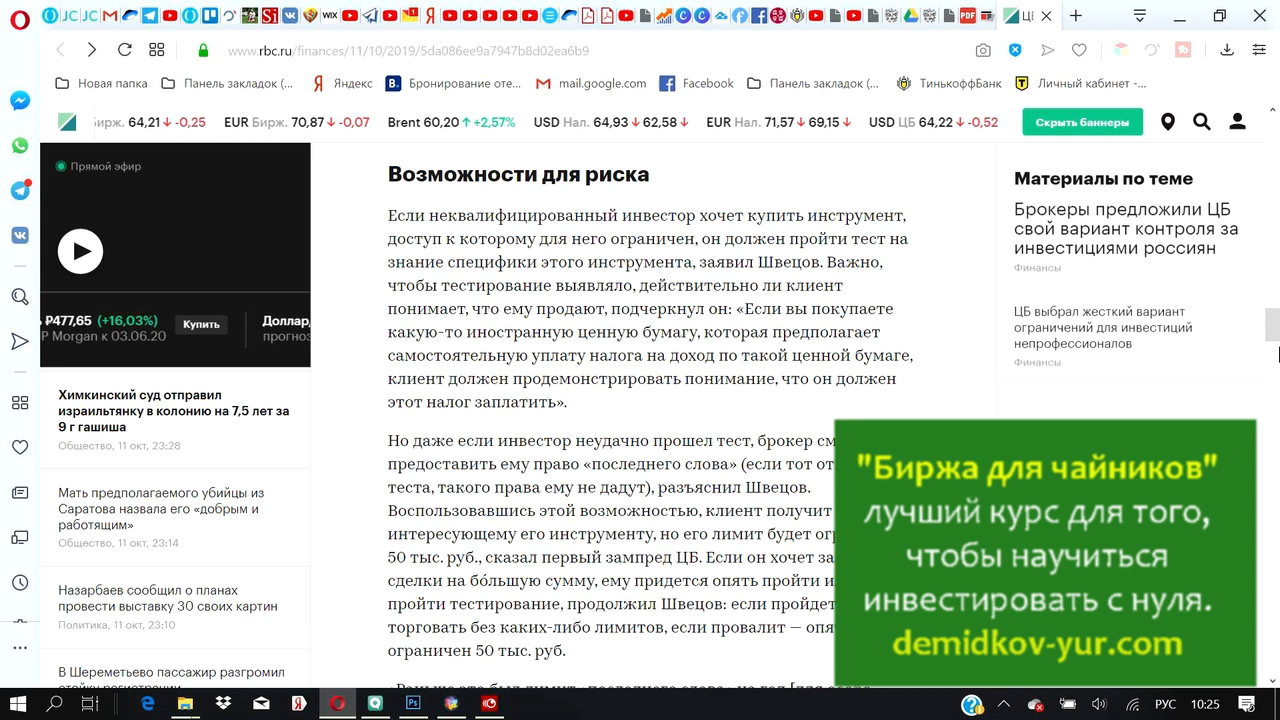 ЦЕ
www.rbc.ru/finances/11/10/2019/5da086ee9a7947b8d02ea6b9
Новая папка
Панель закладок (...
Яндекс
Бронирование оте...
mail.google.com
Facebook
Панель закладок (...
ТинькоффБанк
Личный кабинет -...
Бирж. 64,21 -0,25
EUR Бирж. 70,87 -0,07
Brent 60,20 +2,57%
USD Нал. 64,93 62,58
EUR Нал. 71,57 69,15
USD ЦБ 64,22 -0,52
Скрыть баннеры
Прямой эфир
₽477,65 (+16,03%)
P Morgan к 03.06.20
Купить
Доллар
прогноз
Химкинский суд отправил
израильтянку в колонию на 7,5 лет за
9 г гашиша
Общество, 11 окт, 23:28
Мать предполагаемого убийцы из
Саратова назвала его «добрым и
работящим»
Общество, 11 окт, 23:14
Назарбаев сообщил о планах
провести выставку 30 своих картин
Политика, 11 окт, 23:10
В Шереметьево пассажир разгромил
Возможности для риска
Если неквалифицированный инвестор хочет купить инструмент,
доступ к которому для него ограничен, он должен пройти тест на
знание специфики этого инструмента, заявил Швецов. Важно,
чтобы тестирование выявляло, действительно ли клиент
понимает, что ему продают, подчеркнул он: «Если вы покупаете
какую-то иностранную ценную бумагу, которая предполагает
самостоятельную уплату налога на доход по такой ценной бумаге,
клиент должен продемонстрировать понимание, что он должен
этот налог заплатить».
Но даже если инвестор неудачно прошел тест, брокер см
предоставить ему право «последнего слова» (если тот от
теста, такого права ему не дадут), разъяснил Швецов.
Воспользовавшись этой возможностью, клиент получит
интересующему его инструменту, но его лимит будет огр
50 тыс. руб., сказал первый зампред ЦБ. Если он хочет за
сделки на бо́льшую сумму, ему придется опять пройти и
пройти тестирование, продолжил Швецов: если пройдет
торговать без каких-либо лимитов, если провалит — опя
ограничен 50 тыс. руб.
Материалы по теме
Брокеры предложили ЦБ
свой вариант контроля за
инвестициями россиян
Финансы
ЦБ выбрал жесткий вариант
ограничений для инвестиций
непрофессионалов
Финансы
"Биржа для чайников"
лучший курс для того,
чтобы научиться
инвестировать с нуля.
demidkov-yur.com
РУС
10:25